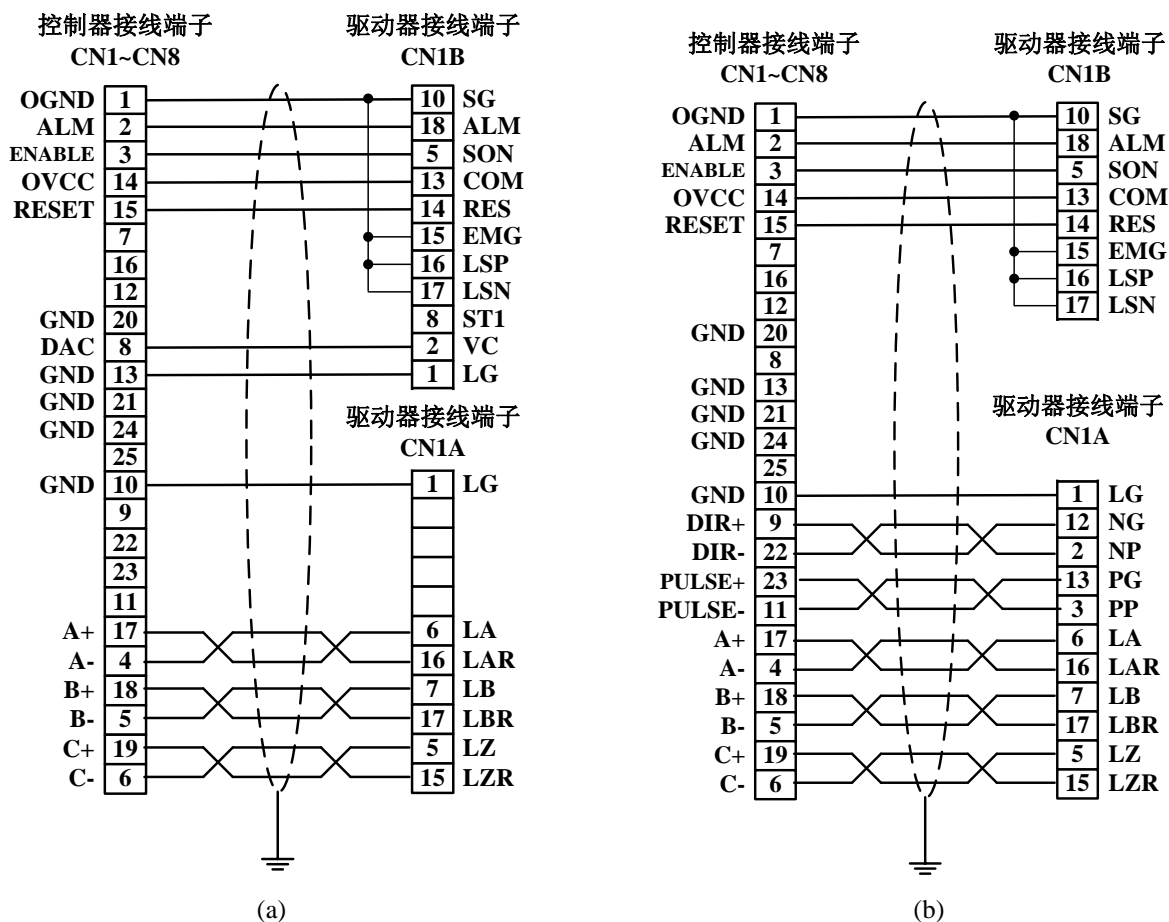 控制器接线端子 驱动器接线端子
CN1~CN8 CN1B
OGND 1 10 SG
ALM 2 18 ALM
ENABLE 3 5 SON
OVCC 14 13 COM
RESET 15 14 RES
7 15 EMG
16 16 LSP
12 17 LSN
GND 20 8 ST1
DAC 8 2 VC
GND 13 1 LG
GND 21
GND 24
驱动器接线端子
CN1A
25
GND 10 1 LG
9
22
23
11
A+ 17 6 LA
A- 4 16 LAR
B+ 18 7 LB
B- 5 17 LBR
C+ 19 5 LZ
C- 6 15 LZR
(a)
控制器接线端子 驱动器接线端子
CN1~CN8 CN1B
OGND 1 10 SG
ALM 2 18 ALM
ENABLE 3 5 SON
OVCC 14 13 COM
RESET 15 14 RES
7 15 EMG
16 16 LSP
12 17 LSN
GND 20
8
GND 13
GND 21
GND 24
驱动器接线端子
CN1A
25
GND 10 1 LG
DIR+ 9 12 NG
DIR- 22 2 NP
PULSE+ 23 13 PG
PULSE- 11 3 PP
A+ 17 6 LA
A- 4 16 LAR
B+ 18 7 LB
B- 5 17 LBR
C+ 19 5 LZ
C- 6 15 LZR
(b)